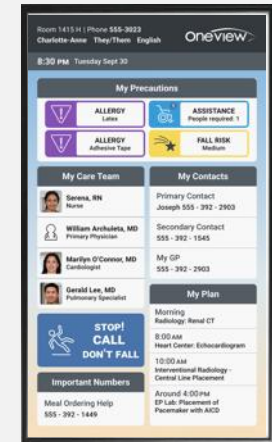 Room 1415 H | Phone 555-3023
Charlotte-Anne They/Them English
oneview
8:30 PM Tuesday Sept 30
My Precautions
ALLERGY
Latex
ASSISTANCE
People required: 1
ALLERGY
Adhesive Tape
FALL RISK
Medium
My Care Team
Serena, RN
Nurse
William Archuleta, MD
Primary Physician
Marilyn O'Connor, MD
Cardiologist
Gerald Lee, MD
Pulmonary Specialist
STOP!
CALL
DON'T FALL
Important Numbers
Meal Ordering Help
555 - 392 - 1449
My Contacts
Primary Contact
Joseph 555 - 392 - 2903
Secondary Contact
555 - 392 - 1545
My GP
555 - 392 - 2903
My Plan
Morning
Radiology: Renal CT
8:00 AM
Heart Center: Echocardiogram
10:00 AM
Interventional Radiology -
Central Line Placement
Around 4:00 PM
EP Lab: Placement of
Pacemaker with AICD